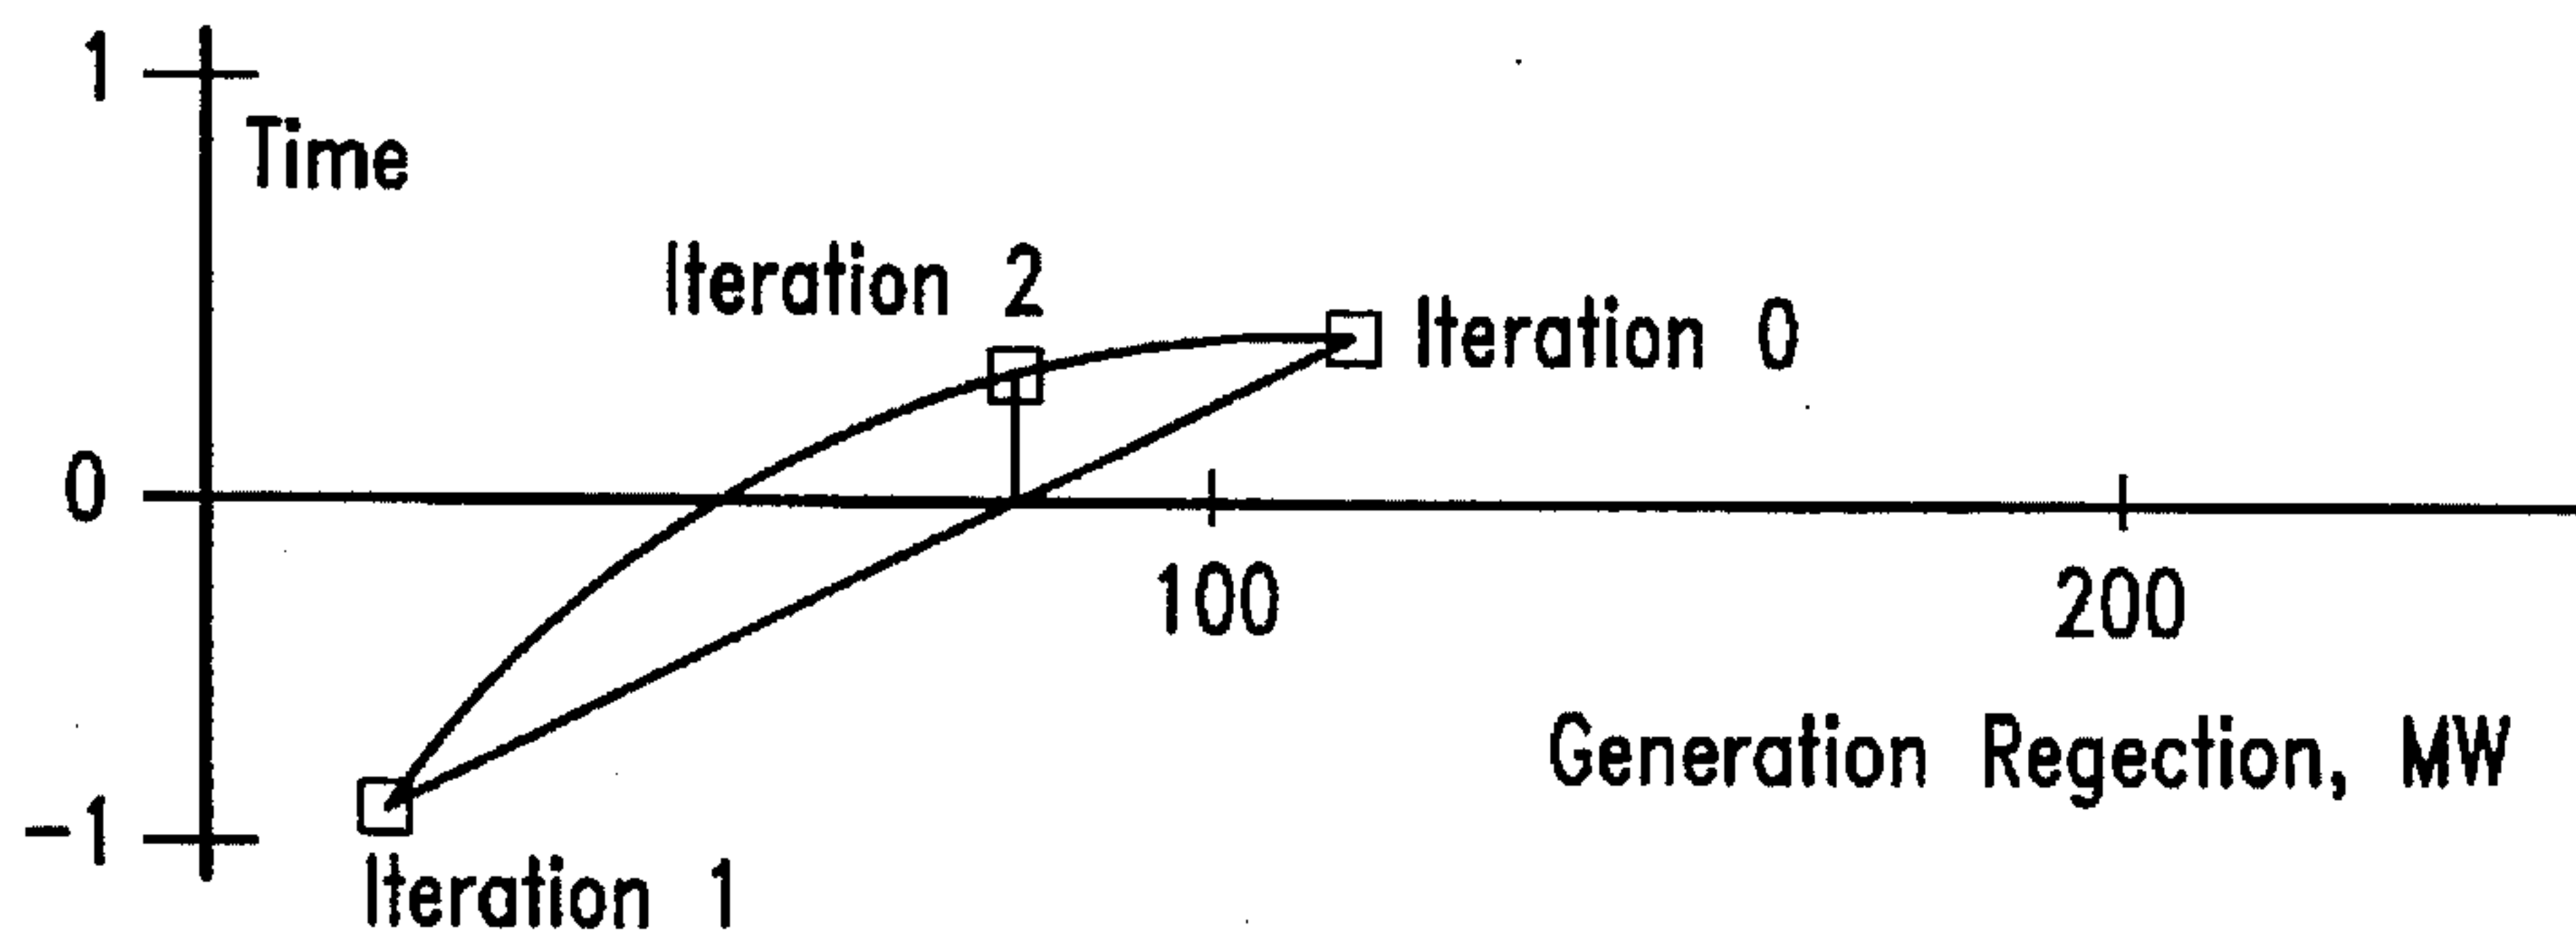 1
Time
Iteration 2
Iteration 0
0
100
200
Generation Regection, MW
-1
Iteration 1